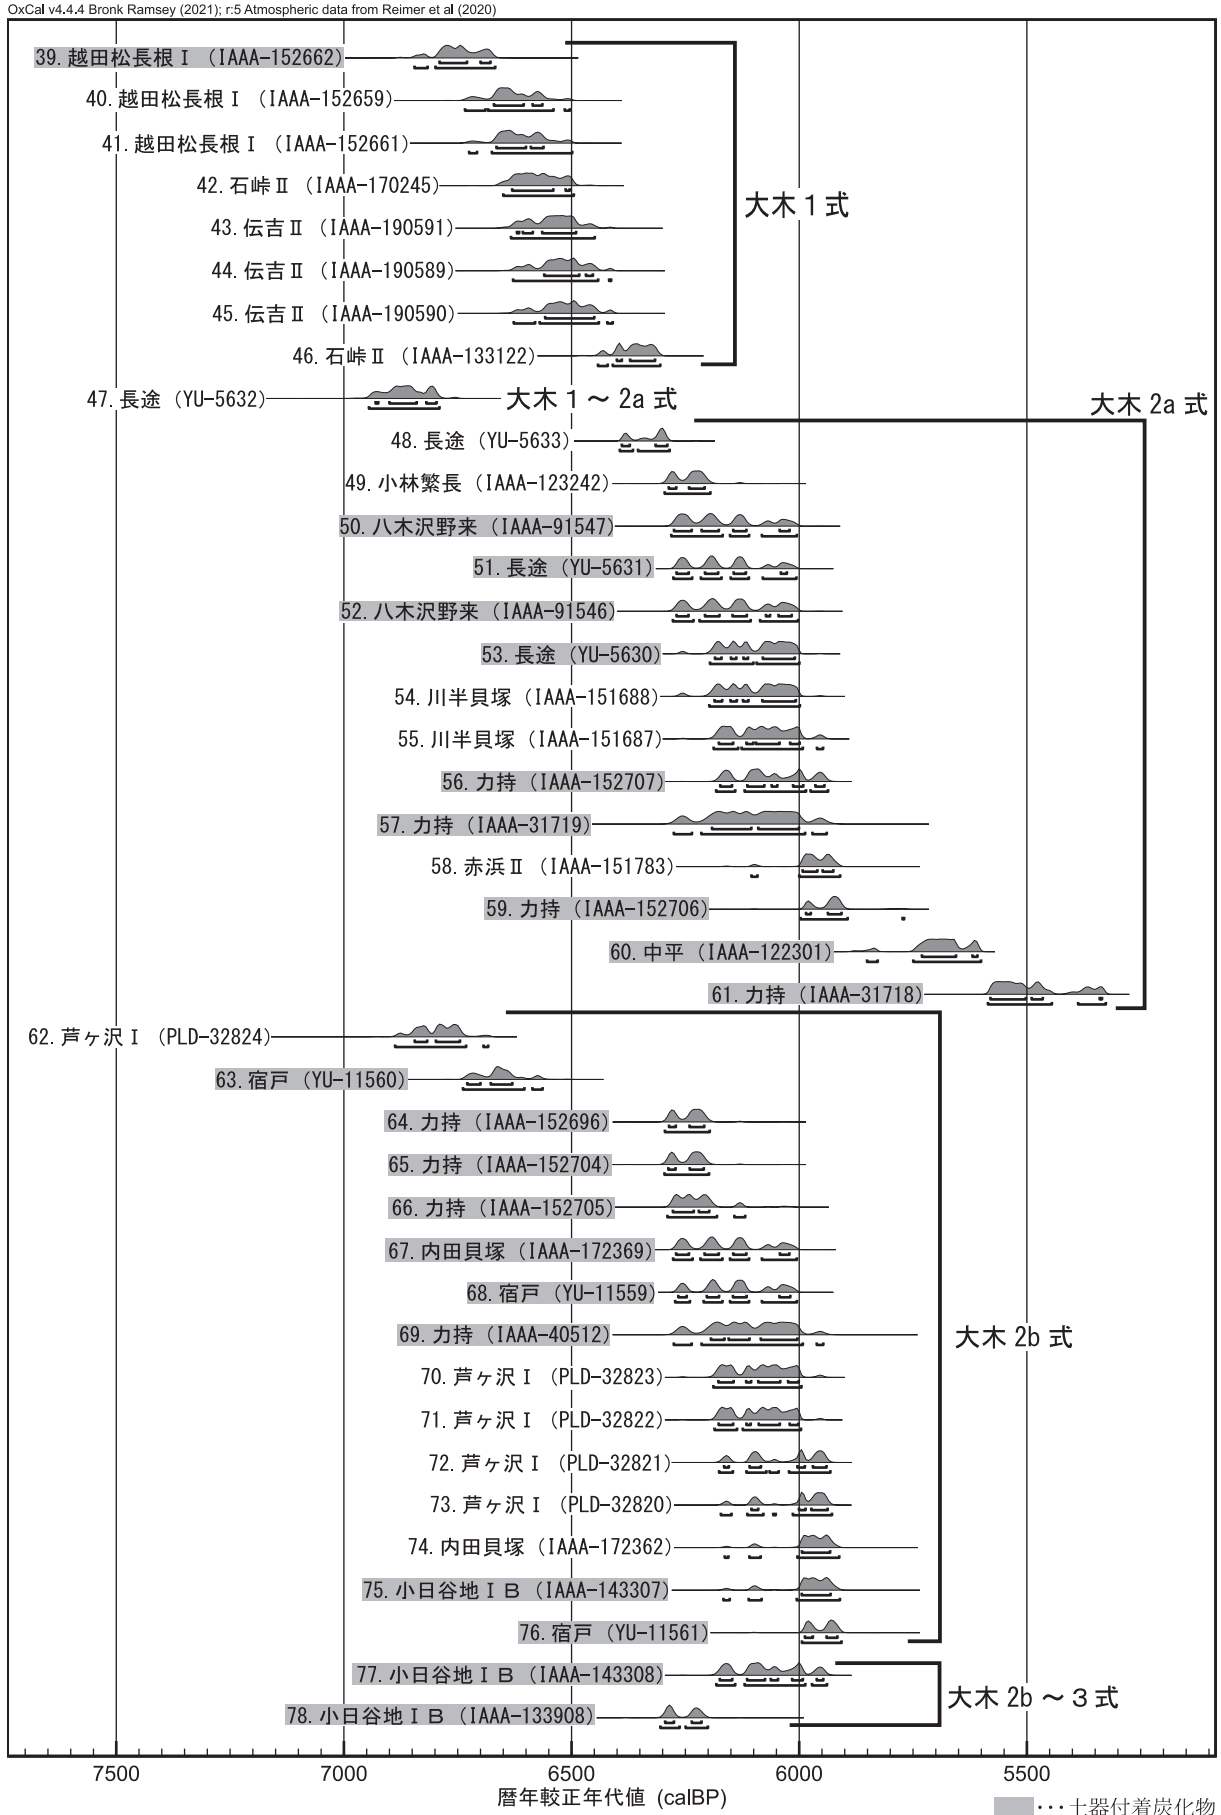 OxCal v4.4.4 Bronk Ramsey (2021); r:5 Atmospheric data from Reimer et al (2020)
39. 越田松長根Ⅰ (IAAA-152662)
40. 越田松長根Ⅰ (IAAA-152659)
41. 越田松長根Ⅰ (IAAA-152661)
42. 石峠Ⅱ (IAAA-170245)
大木1式
43. 伝吉Ⅱ (IAAA-190591)
44. 伝吉Ⅱ (IAAA-190589)
45. 伝吉Ⅱ (IAAA-190590)
46. 石峠Ⅱ (IAAA-133122)
47. 長途 (YU-5632)
大木1～2a式
大木2a式
48. 長途 (YU-5633)
49. 小林繁長 (IAAA-123242)
50. 八木沢野来 (IAAA-91547)
51. 長途 (YU-5631)
52. 八木沢野来 (IAAA-91546)
53. 長途 (YU-5630)
54. 川半貝塚 (IAAA-151688)
55. 川半貝塚 (IAAA-151687)
56. 力持 (IAAA-152707)
57. 力持 (IAAA-31719)
58. 赤浜Ⅱ (IAAA-151783)
59. 力持 (IAAA-152706)
60. 中平 (IAAA-122301)
61. 力持 (IAAA-31718)
62. 芦ヶ沢Ⅰ (PLD-32824)
63. 宿戸 (YU-11560)
64. 力持 (IAAA-152696)
65. 力持 (IAAA-152704)
66. 力持 (IAAA-152705)
67. 内田貝塚 (IAAA-172369)
68. 宿戸 (YU-11559)
69. 力持 (IAAA-40512)
大木2b式
70. 芦ヶ沢Ⅰ (PLD-32823)
71. 芦ヶ沢Ⅰ (PLD-32822)
72. 芦ヶ沢Ⅰ (PLD-32821)
73. 芦ヶ沢Ⅰ (PLD-32820)
74. 内田貝塚 (IAAA-172362)
75. 小日谷地ⅠB (IAAA-143307)
76. 宿戸 (YU-11561)
77. 小日谷地ⅠB (IAAA-143308)
大木2b～3式
78. 小日谷地ⅠB (IAAA-133908)
7500 7000 6500 6000 5500
暦年較正年代値 (calBP)
･･･土器付着炭化物